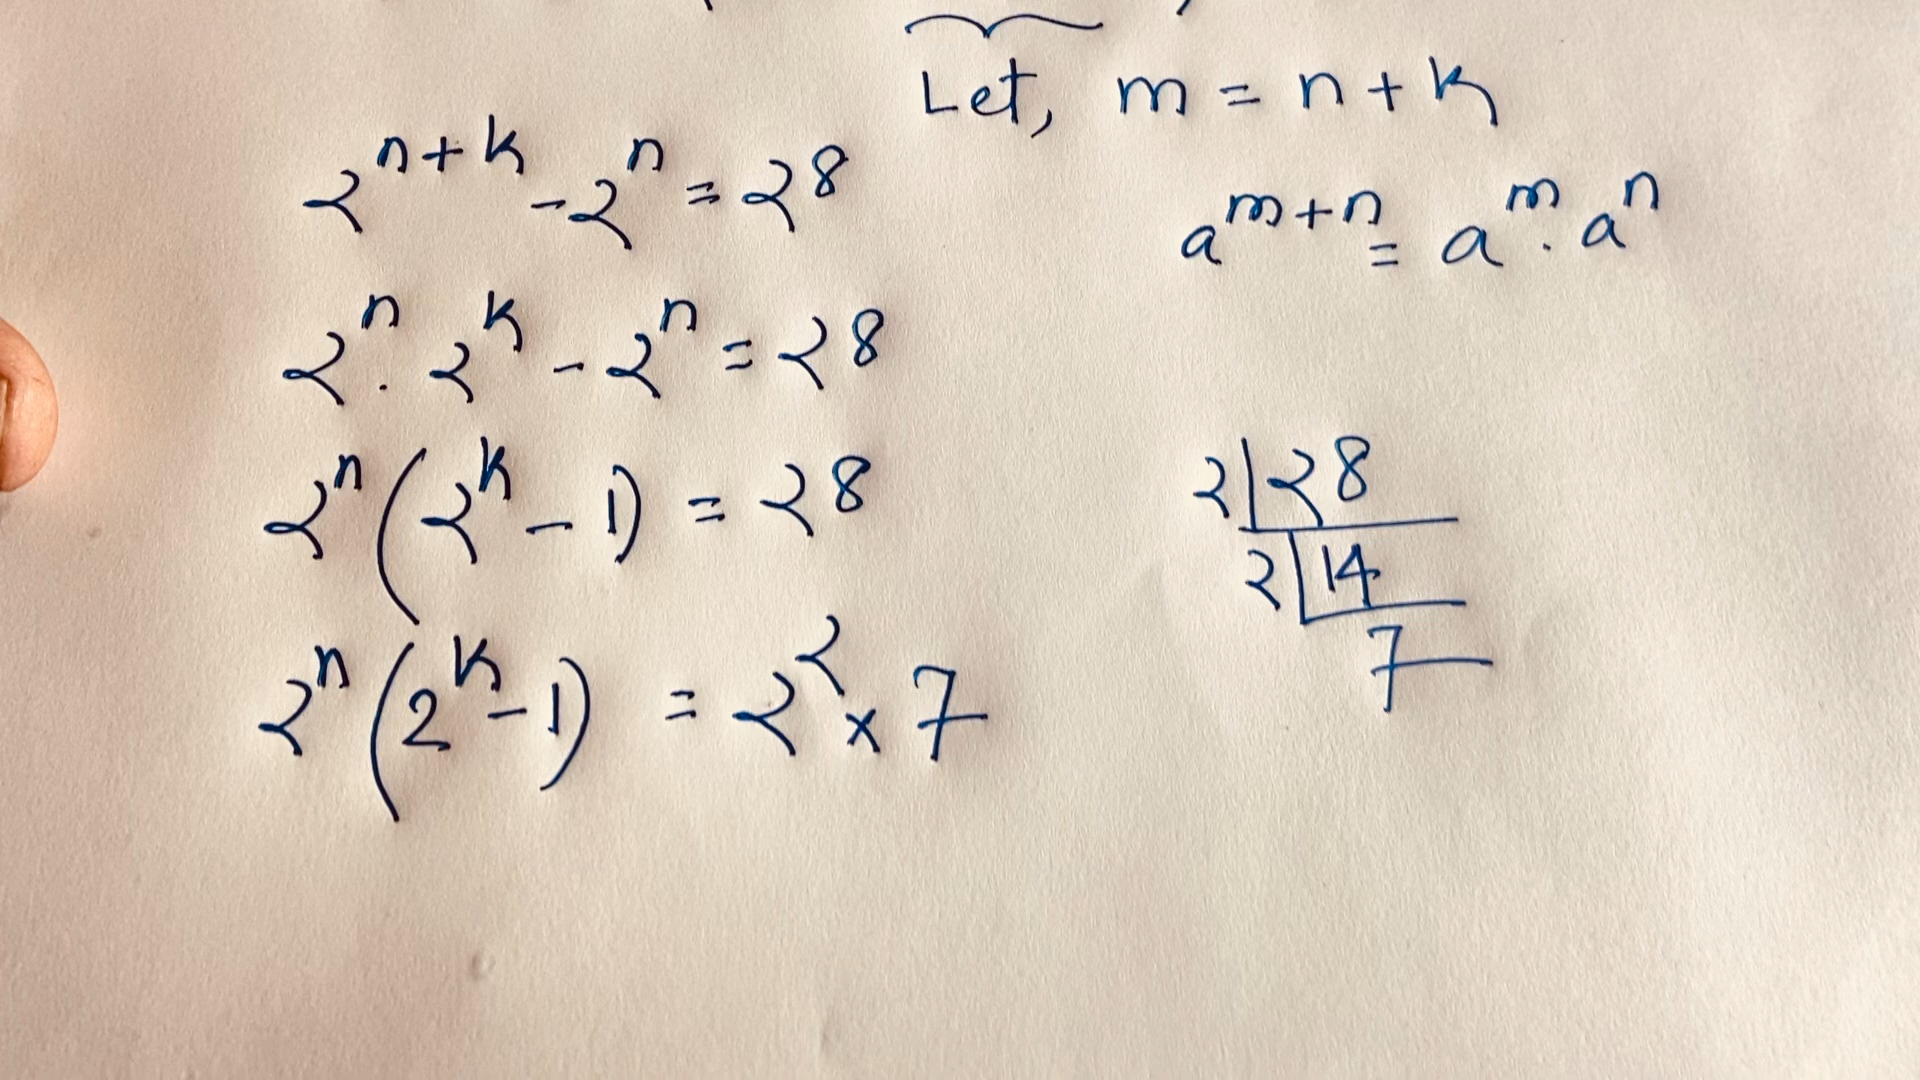 Let, m = n + k
2^{n+k} - 2^n = 28
a^{m+n} = a^m . a^n
2^n . 2^k - 2^n = 28
2^n (2^k - 1) = 28
2 | 28
2 | 14
7
2^n (2^k - 1) = 2^2 × 7